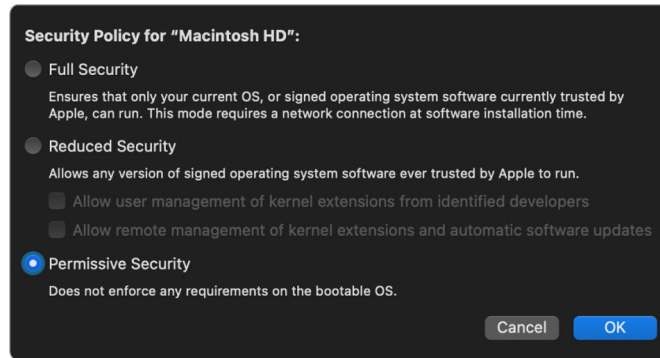 Security Policy for “Macintosh HD”:
Full Security
Ensures that only your current OS, or signed operating system software currently trusted by
Apple, can run. This mode requires a network connection at software installation time.
Reduced Security
Allows any version of signed operating system software ever trusted by Apple to run.
Allow user management of kernel extensions from identified developers
Allow remote management of kernel extensions and automatic software updates
Permissive Security
Does not enforce any requirements on the bootable OS.
Cancel OK